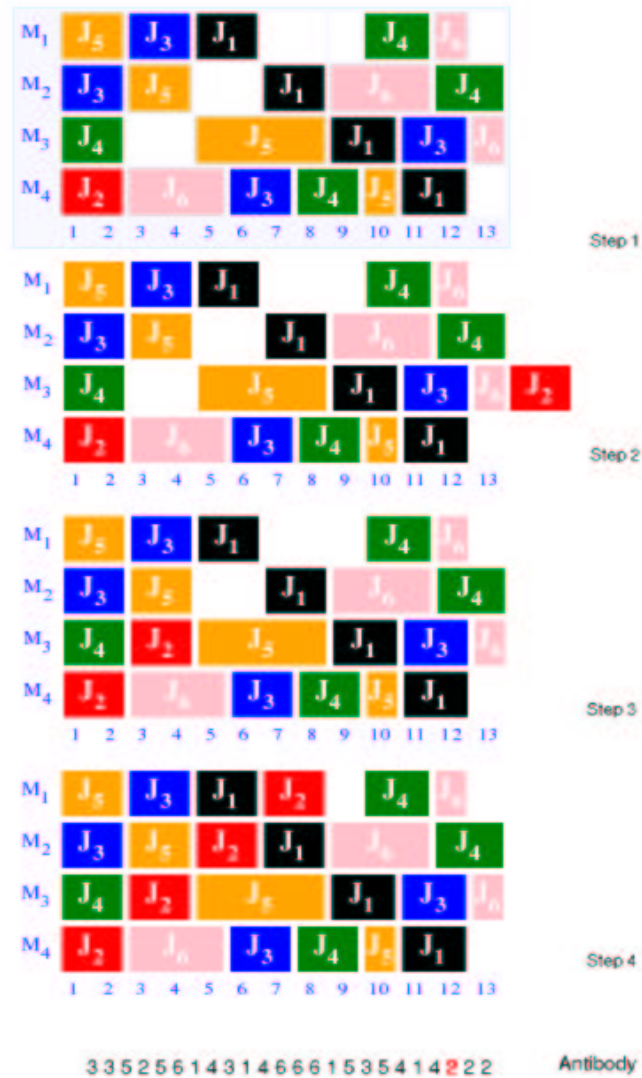 M1 J5 J3 J1 J4 J6
M2 J3 J5 J1 J6 J4
M3 J4 J5 J1 J3 J6
M4 J2 J6 J3 J4 J5 J1
1 2 3 4 5 6 7 8 9 10 11 12 13
Step 1
M1 J5 J3 J1 J4 J6
M2 J3 J5 J1 J6 J4
M3 J4 J5 J1 J3 J6 J2
M4 J2 J6 J3 J4 J5 J1
Step 2
1 2 3 4 5 6 7 8 9 10 11 12 13
M1 J5 J3 J1 J4 J6
M2 J3 J5 J1 J6 J4
M3 J4 J2 J5 J1 J3 J6
M4 J2 J6 J3 J4 J5 J1
Step 3
1 2 3 4 5 6 7 8 9 10 11 12 13
M1 J5 J3 J1 J2 J4 J6
M2 J3 J5 J2 J1 J6 J4
M3 J4 J2 J5 J1 J3 J6
M4 J2 J6 J3 J4 J5 J1
Step 4
1 2 3 4 5 6 7 8 9 10 11 12 13
3 3 5 2 5 6 1 4 3 1 4 6 6 6 1 5 3 5 4 1 4 2 2 2 Antibody